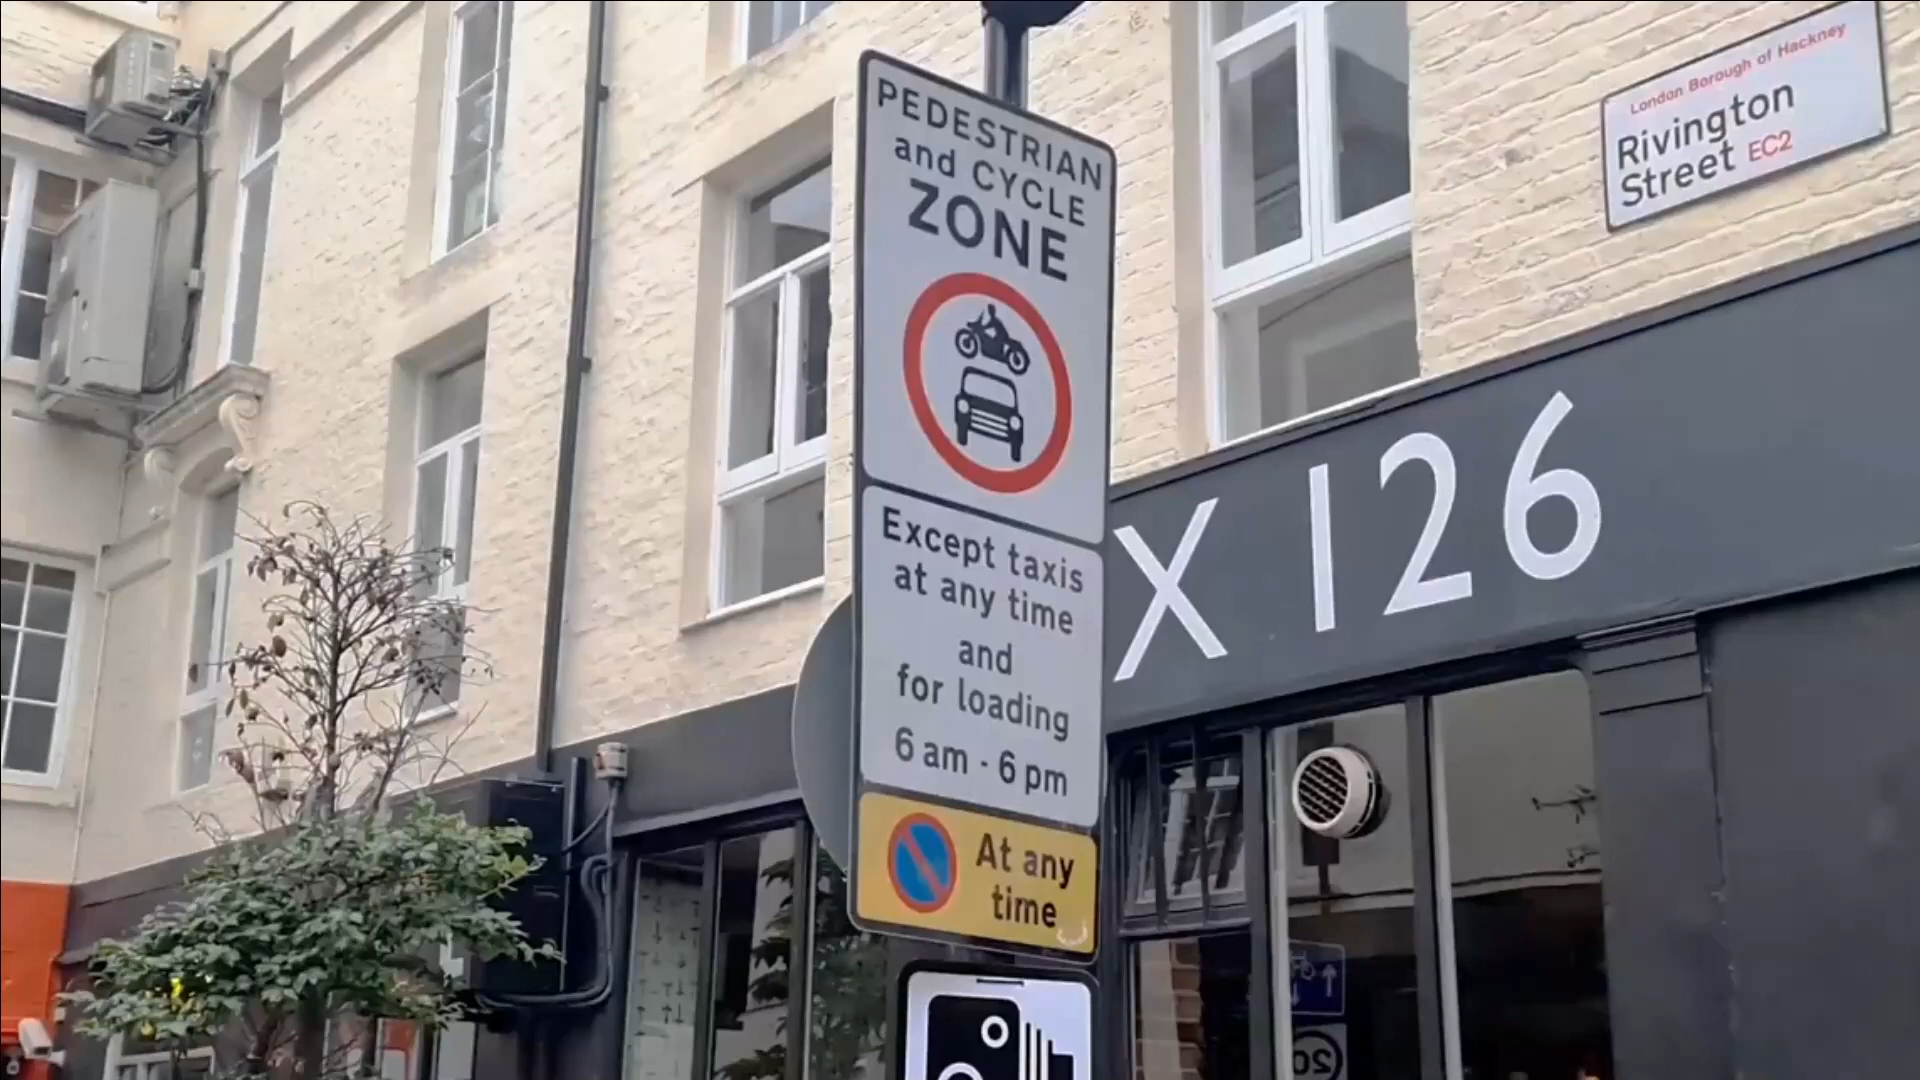 PEDESTRIAN
and CYCLE
ZONE
Except taxis
at any time
and
for loading
6 am - 6 pm
At any
time
London Borough of Hackney
Rivington
Street EC2
X 126
20